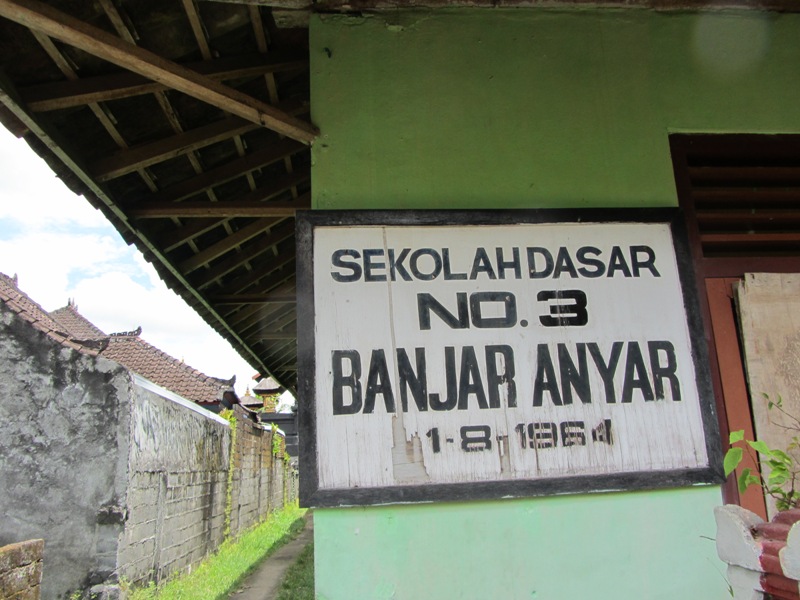 SEKOLAH DASAR
NO. 3
BANJAR ANYAR
1-8-1964